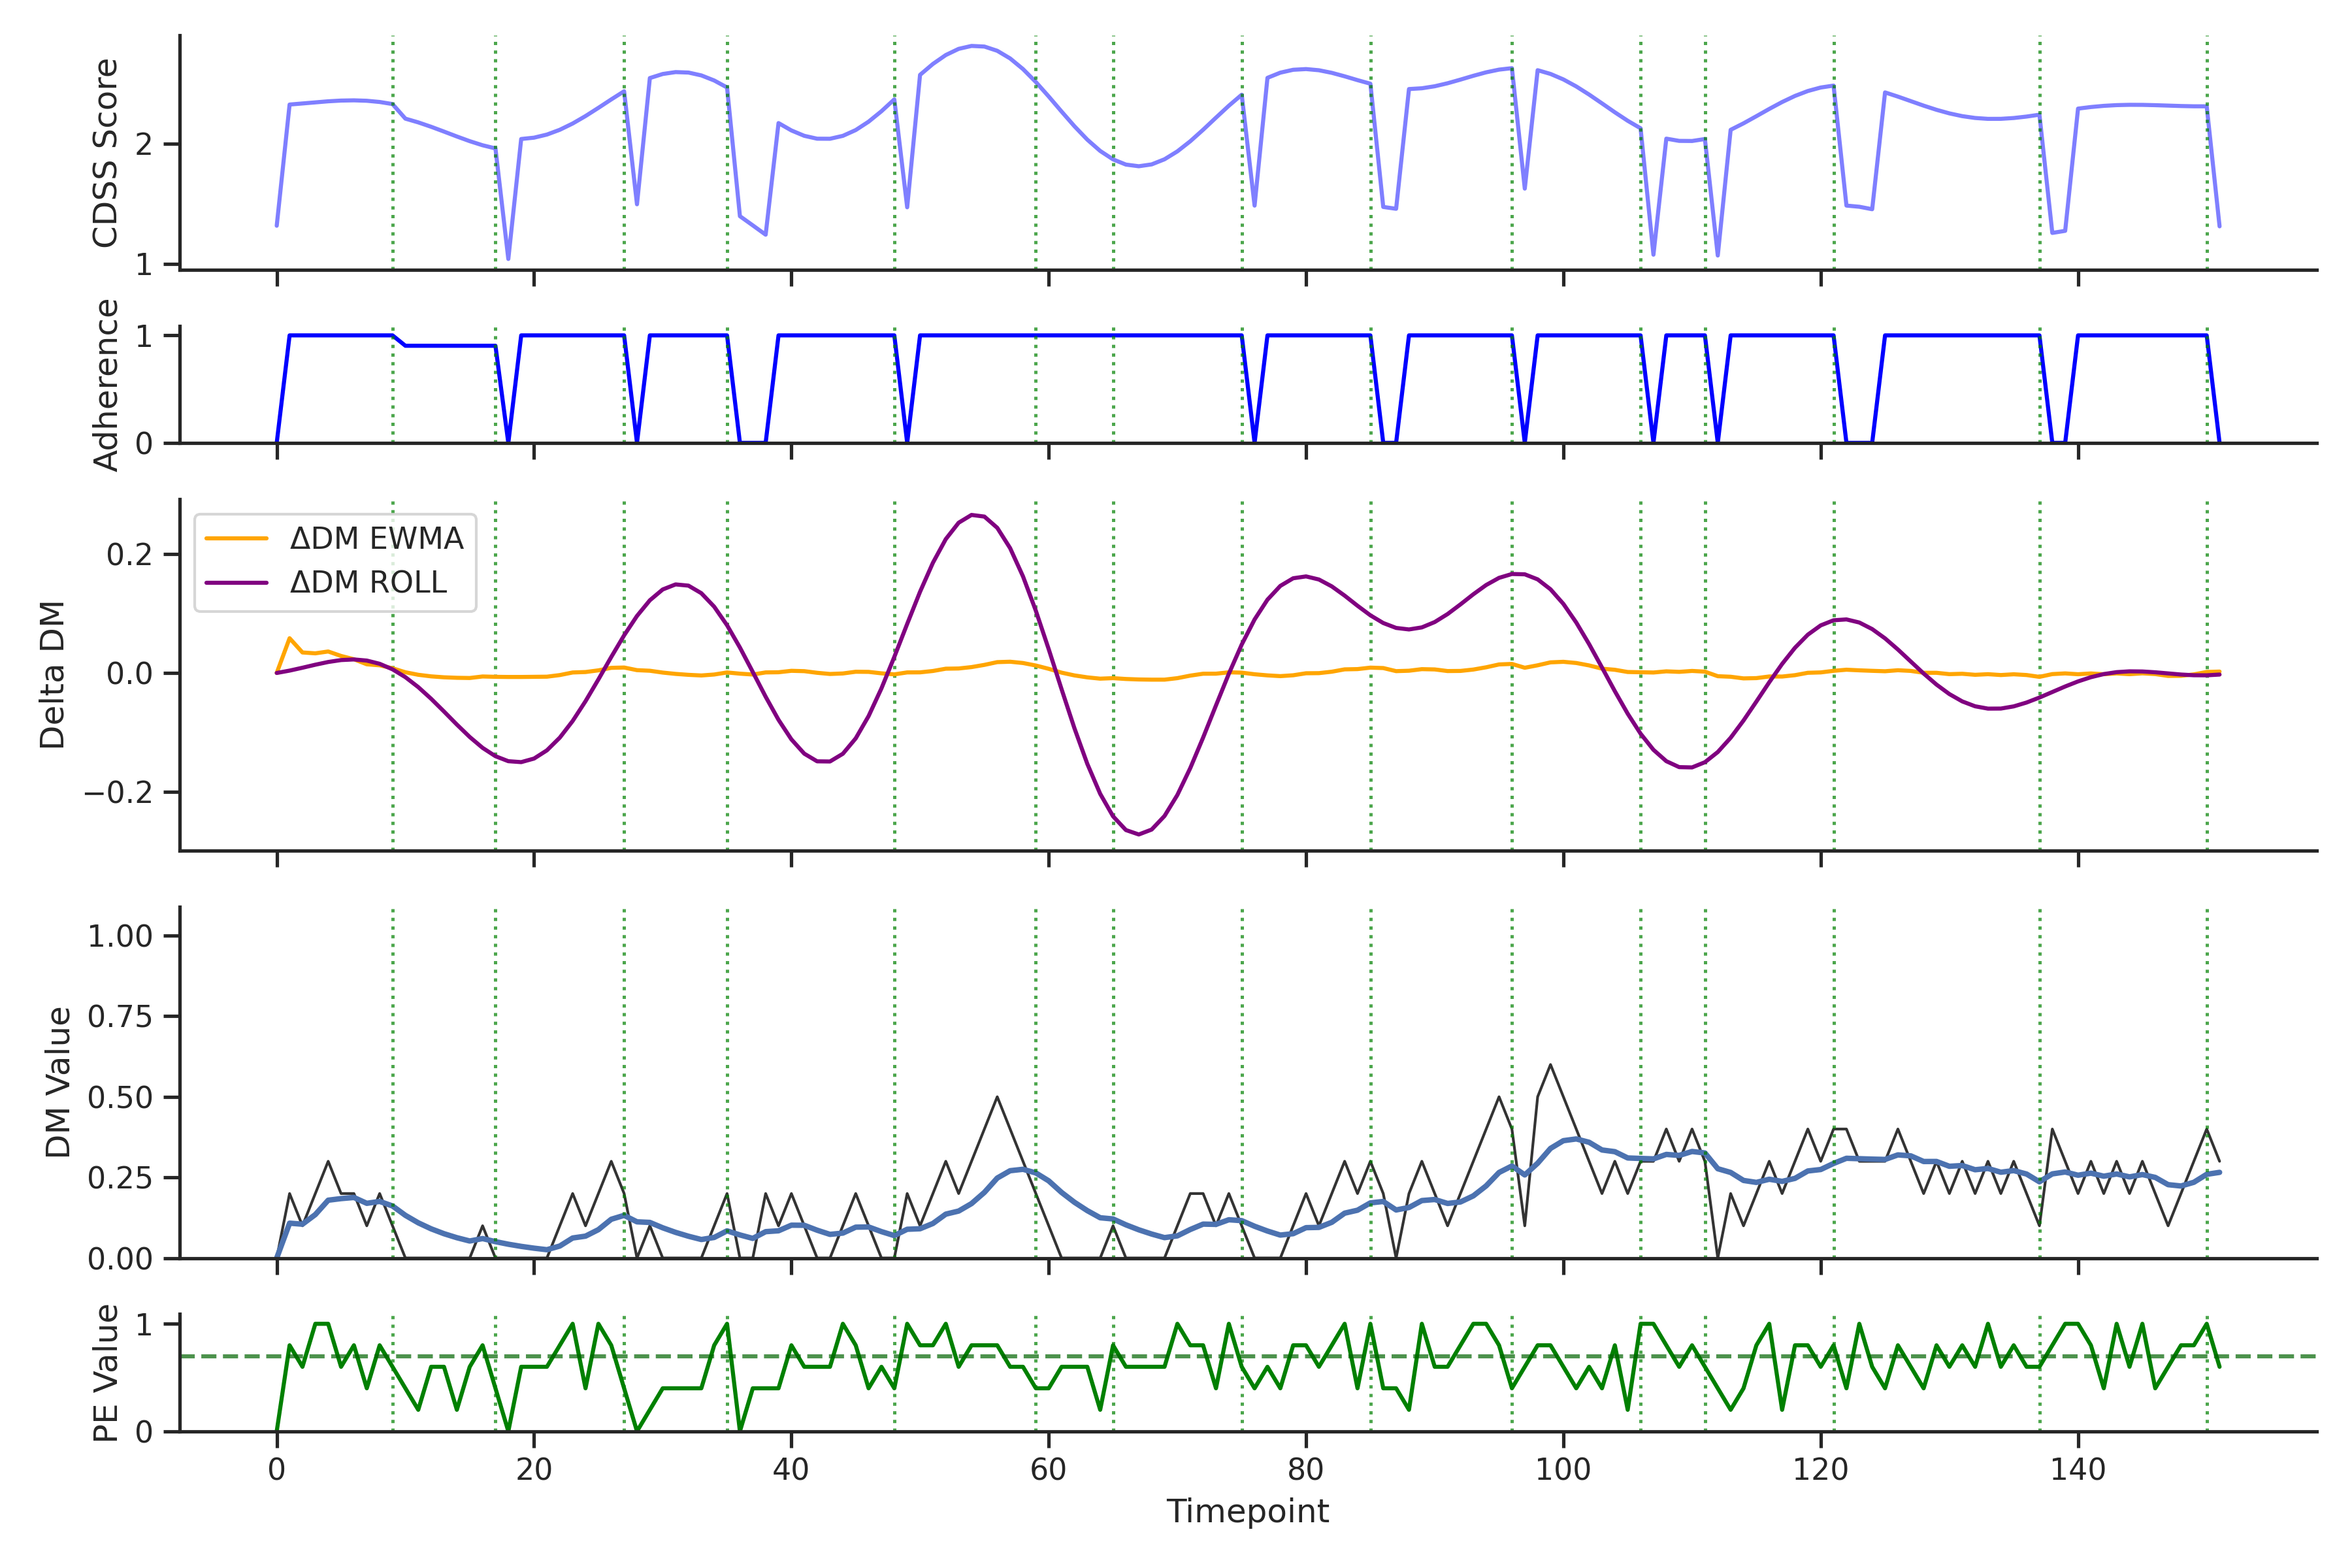 CDSS Score
2
1
Adherence
1
0
Delta DM
0.2
0.0
−0.2
ΔDM EWMA
ΔDM ROLL
DM Value
1.00
0.75
0.50
0.25
0.00
PE Value
1
0
0 20 40 60 80 100 120 140
Timepoint